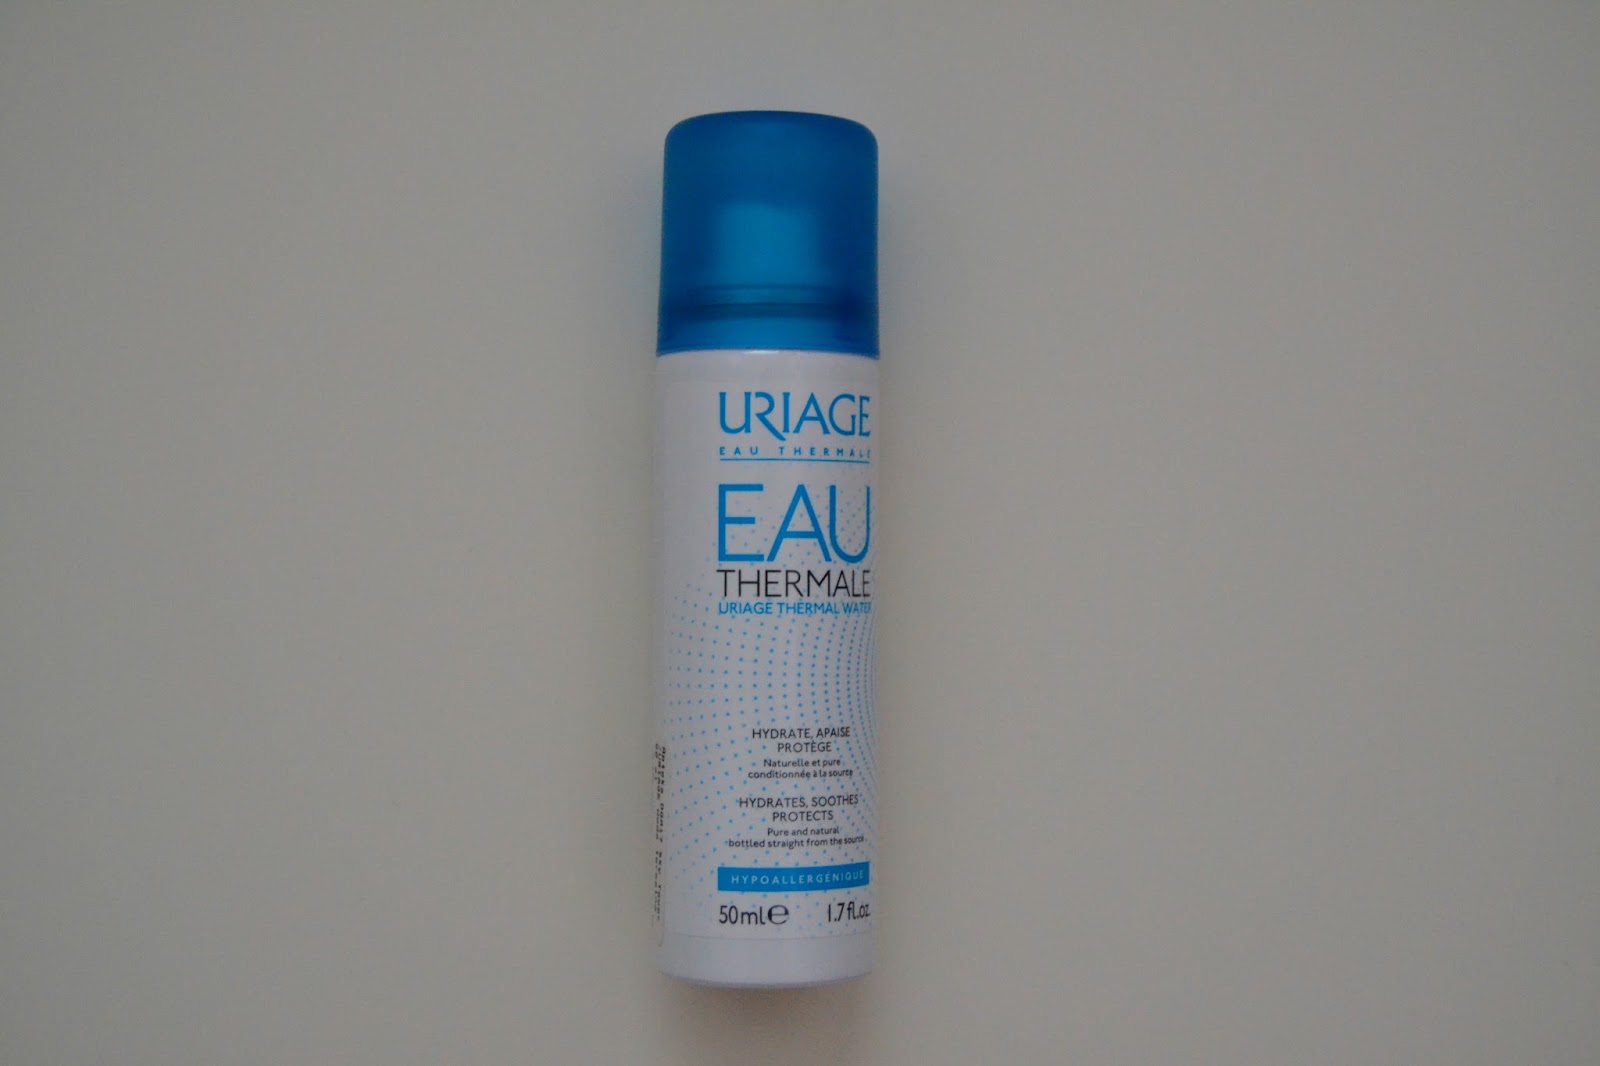 URIAGE
EAU THERMALE
EAU
THERMALE
URIAGE THERMAL WATER
HYDRATE, APAISE
PROTÈGE
Naturelle et pure
conditionnée à la source
HYDRATES, SOOTHES
PROTECTS
Pure and natural
bottled straight from the source
HYPOALLERGÉNIQUE
50ml℮ 1.7 fl.oz.